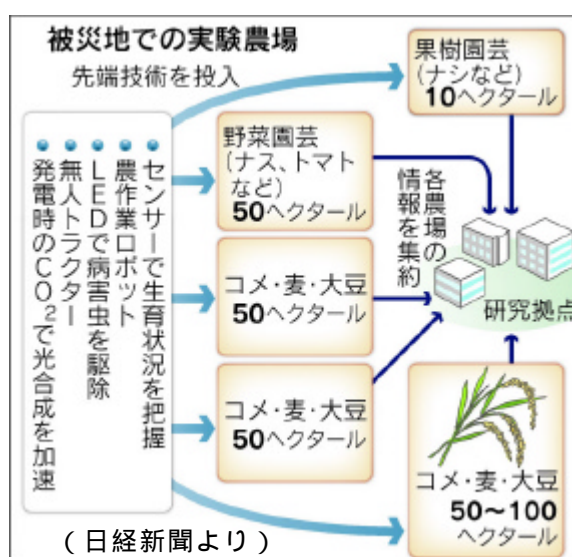 被災地での実験農場
先端技術を投入
センサーで生育状況を把握
農作業ロボット
LEDで病害虫を駆除
無人トラクター
発電時のCO₂で光合成を加速
果樹園芸
(ナシなど)
10ヘクタール
野菜園芸
(ナス、トマト
など)
50ヘクタール
コメ・麦・大豆
50ヘクタール
コメ・麦・大豆
50ヘクタール
各農場の
情報を集約
研究拠点
コメ・麦・大豆
50〜100
ヘクタール
(日経新聞より)